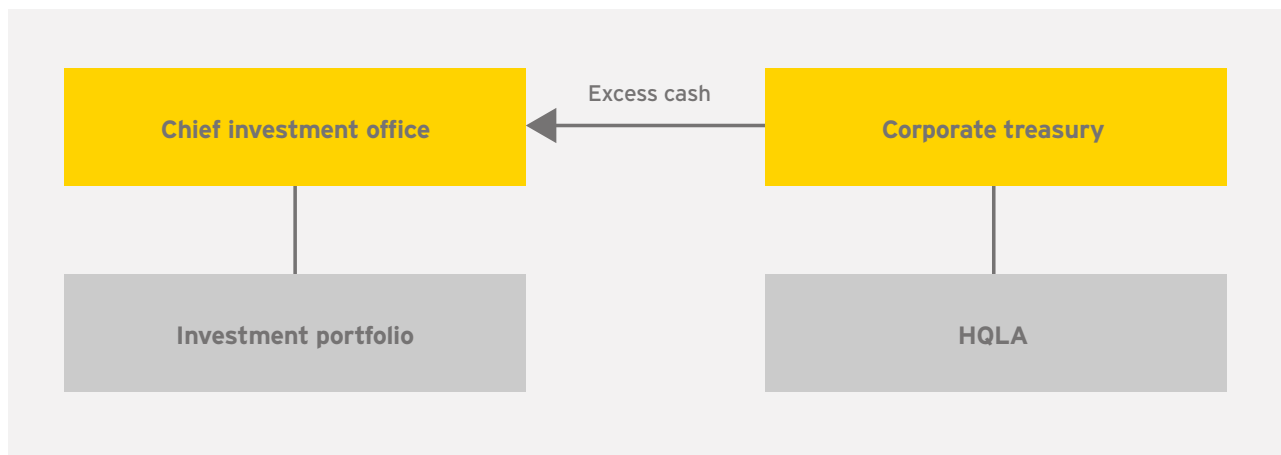 Excess cash
Chief investment office
Corporate treasury
Investment portfolio
HQLA